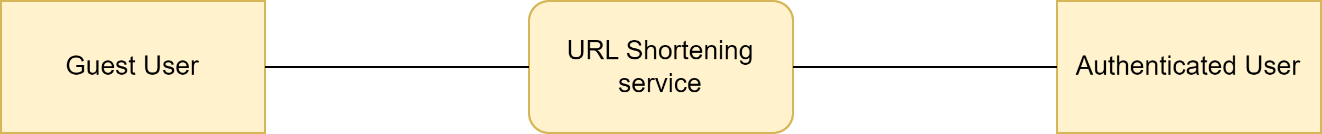 Guest User
URL Shortening
service
Authenticated User